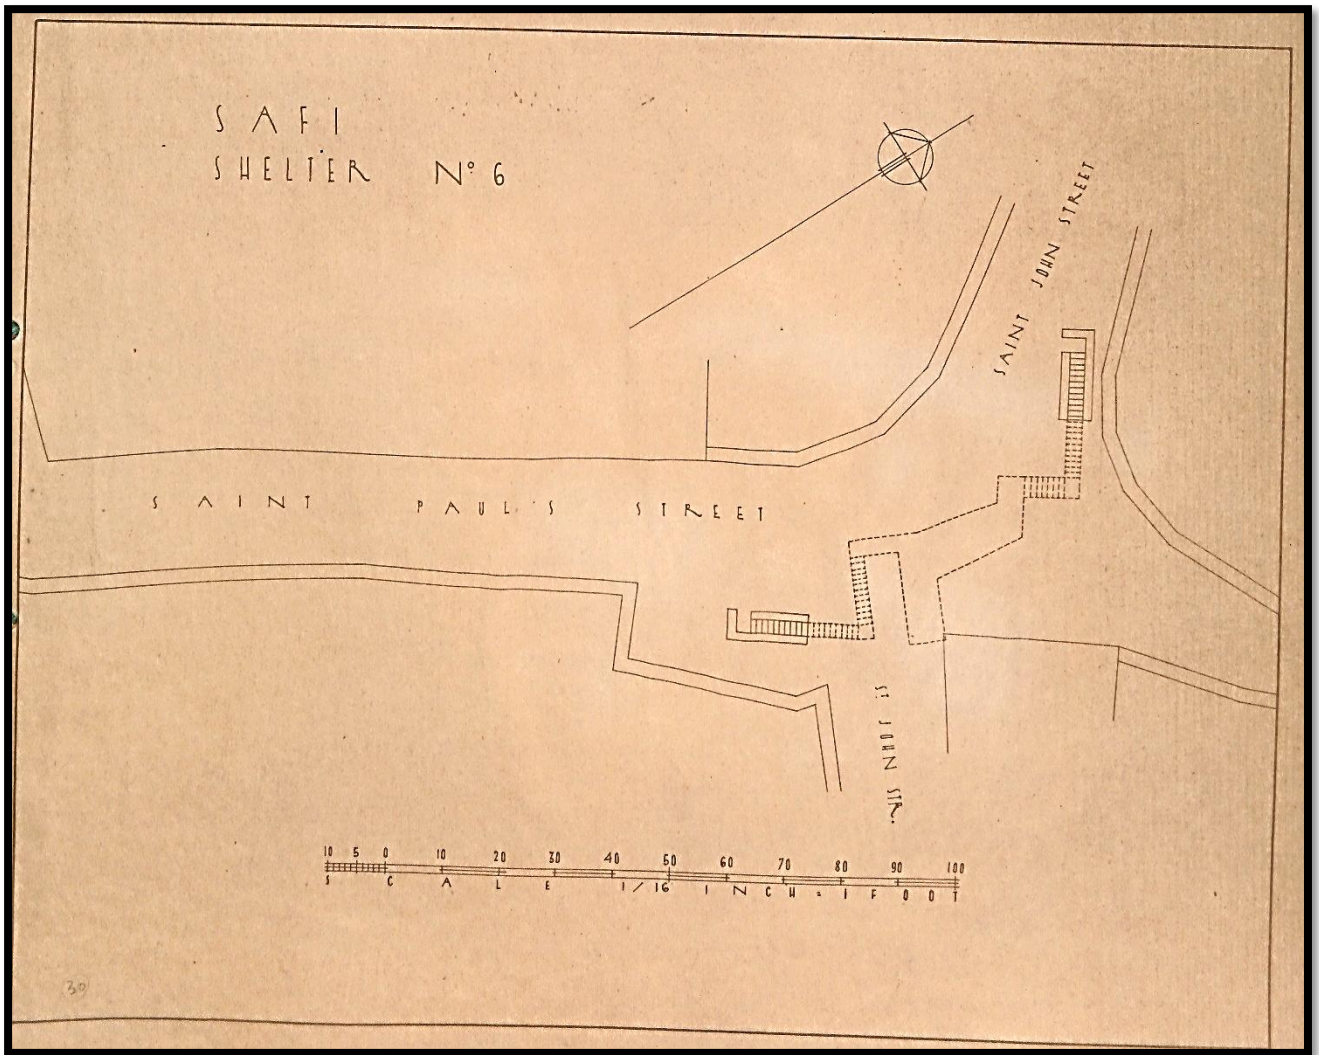 SAFI
SHELTER Nº 6
SAINT JOHN STREET
SAINT PAUL'S STREET
ST JOHN STR.
10 5 0 10 20 30 40 50 60 70 80 90 100
SCALE 1/16 INCH = 1 FOOT
30